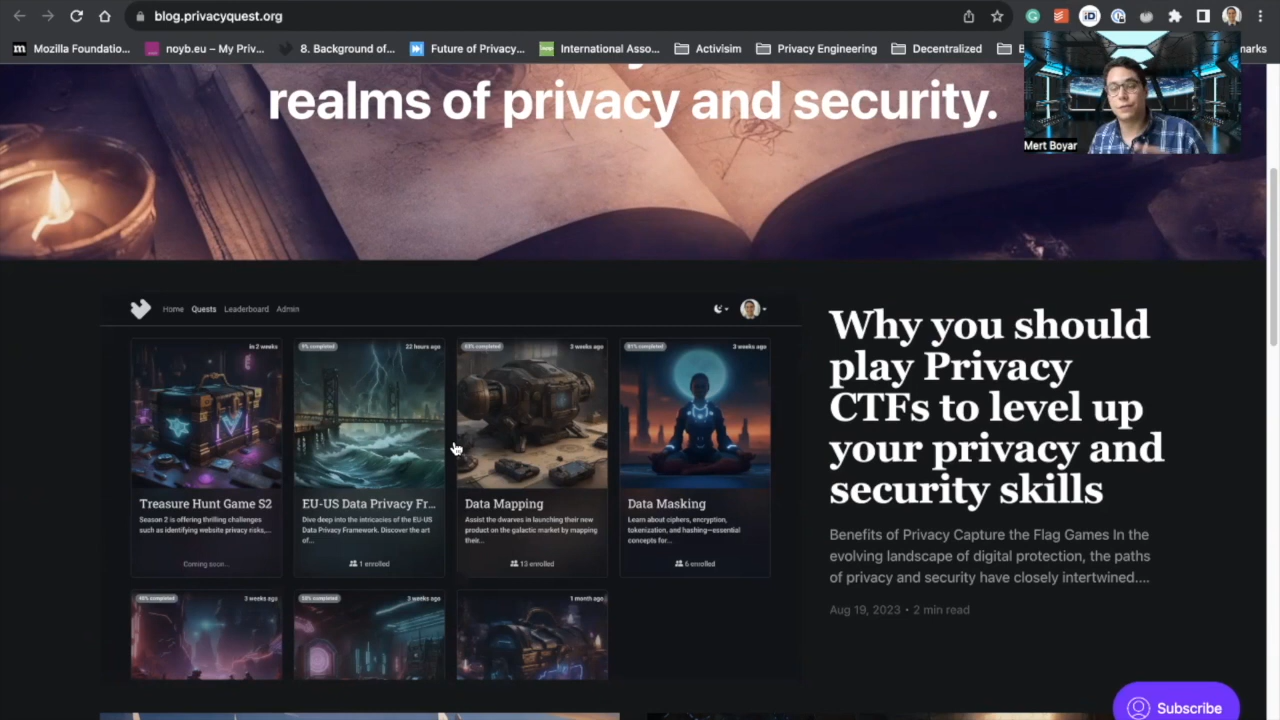 blog.privacyquest.org
Mozilla Foundatio...
noyb.eu – My Priv...
8. Background of...
Future of Privacy...
International Asso...
Activisim
Privacy Engineering
Decentralized
realms of privacy and security.
Mert Boyar
Home Quests Leaderboard Admin
in 2 weeks
9% completed 22 hours ago
3 weeks ago
3 weeks ago
Treasure Hunt Game S2
Season 2 is offering thrilling challenges
such as identifying website privacy risks,...
Coming soon...
EU-US Data Privacy Fr...
Dive deep into the intricacies of the EU-US
Data Privacy Framework. Discover the art
of...
1 enrolled
Data Mapping
Assist the dwarves in launching their new
product on the galactic market by mapping
their...
13 enrolled
Data Masking
Learn about ciphers, encryption,
tokenization, and hashing—essential
concepts for...
6 enrolled
3 weeks ago
3 weeks ago
1 month ago
Why you should
play Privacy
CTFs to level up
your privacy and
security skills
Benefits of Privacy Capture the Flag Games In the
evolving landscape of digital protection, the paths
of privacy and security have closely intertwined....
Aug 19, 2023 • 2 min read
Subscribe